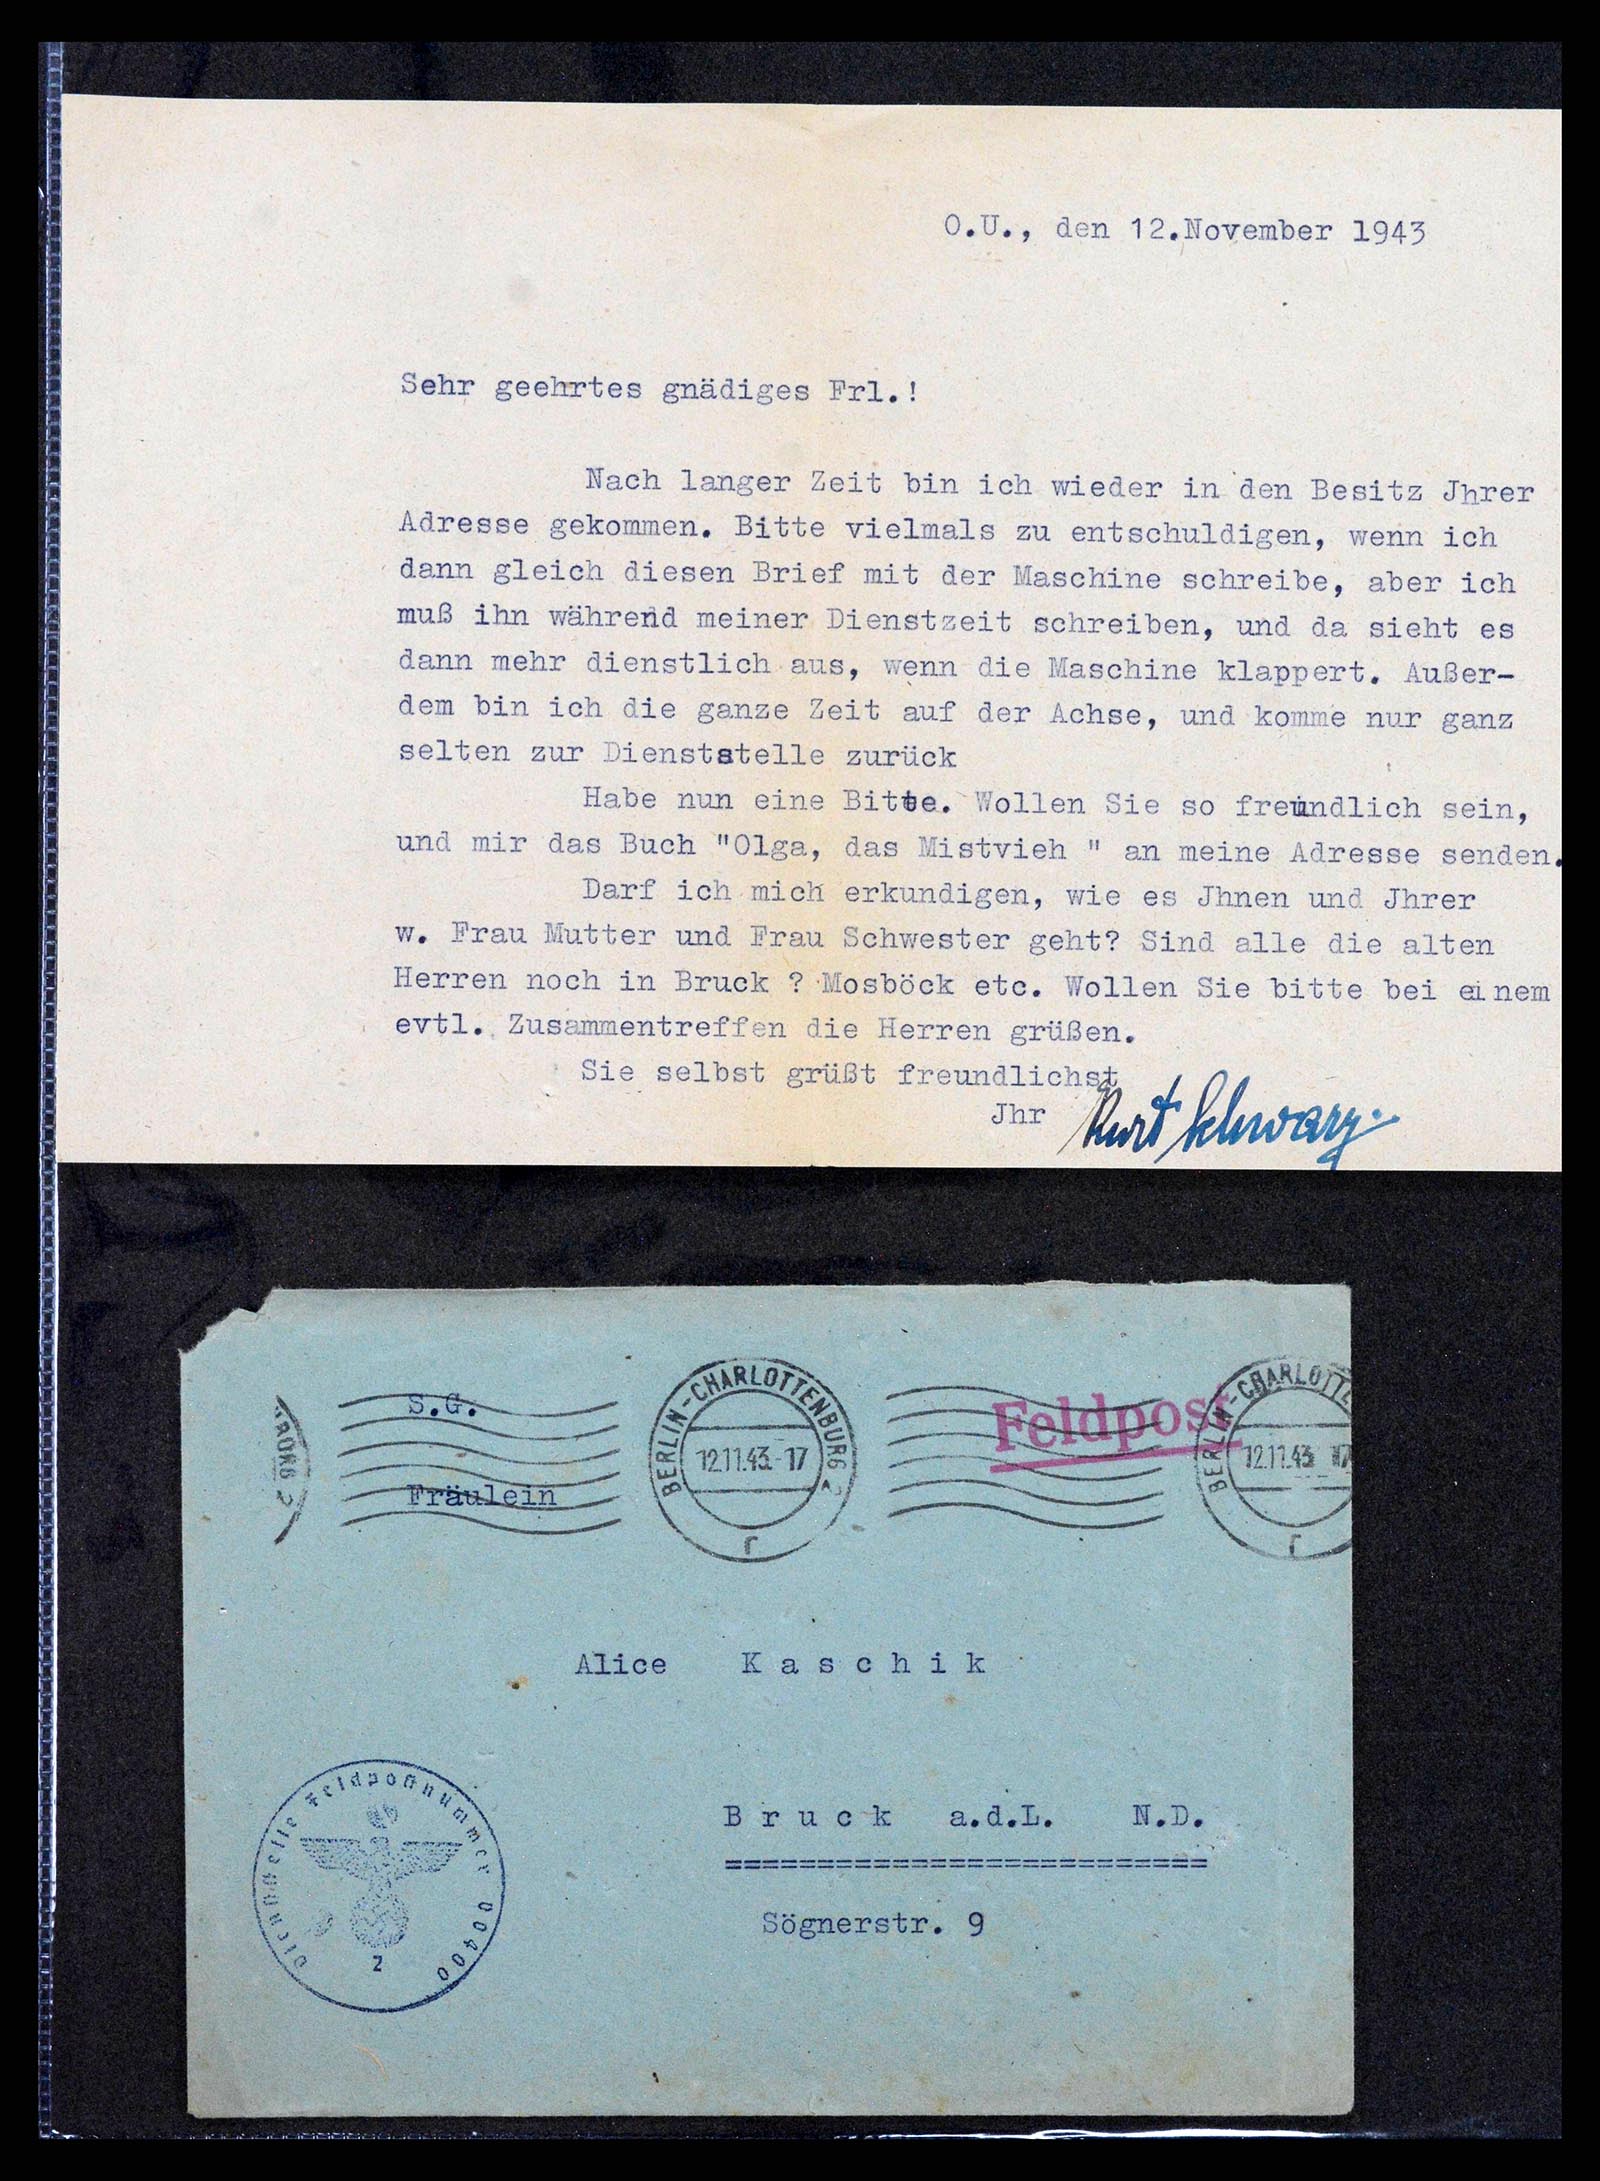 O.U., den 12.November 1943
Sehr geehrtes gnädiges Frl.!
Nach langer Zeit bin ich wieder in den Besitz Jhrer
Adresse gekommen. Bitte vielmals zu entschuldigen, wenn ich
dann gleich diesen Brief mit der Maschine schreibe, aber ich
muß ihn während meiner Dienstzeit schreiben, und da sieht es
dann mehr dienstlich aus, wenn die Maschine klappert. Außer-
dem bin ich die ganze Zeit auf der Achse, und komme nur ganz
selten zur Dienststelle zurück
Habe nun eine Bitte. Wollen Sie so freundlich sein,
und mir das Buch "Olga, das Mistvieh " an meine Adresse senden.
Darf ich mich erkundigen, wie es Jhnen und Jhrer
w. Frau Mutter und Frau Schwester geht? Sind alle die alten
Herren noch in Bruck ? Mosböck etc. Wollen Sie bitte bei einem
evtl. Zusammentreffen die Herren grüßen.
Sie selbst grüßt freundlichst
Jhr Kurt Schwarz.
S.G.
Feldpost
BERLIN-CHARLOTTENBURG 2
12.11.43.-17
r
BERLIN-CHARLOTTE
12.11.43 17
r
BURG 2
Fräulein
Alice K a s c h i k
B r u c k a.d.L. N.D.
==========================
Sögnerstr. 9
Dienststelle Feldpostnummer 00400
2